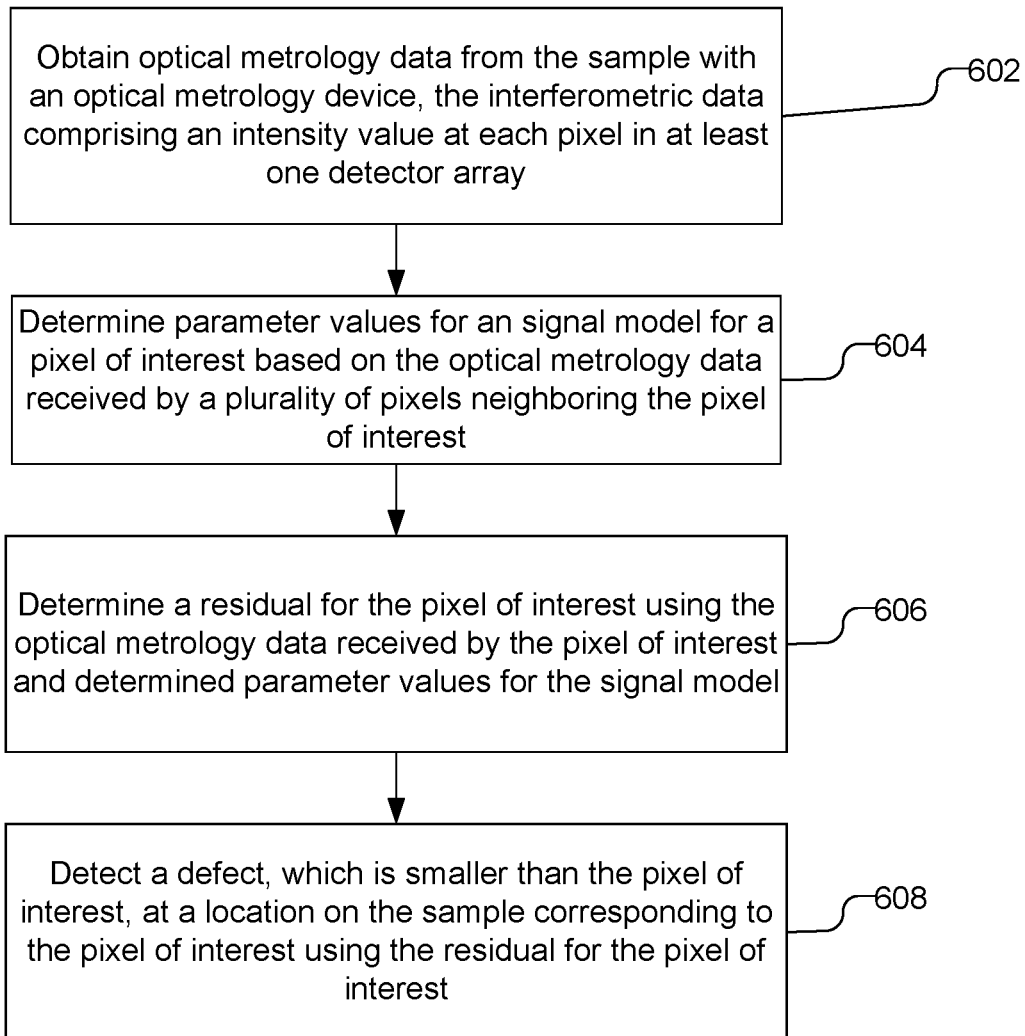 Obtain optical metrology data from the sample with
an optical metrology device, the interferometric data
comprising an intensity value at each pixel in at least
one detector array
602
Determine parameter values for an signal model for a
pixel of interest based on the optical metrology data
received by a plurality of pixels neighboring the pixel
of interest
604
Determine a residual for the pixel of interest using the
optical metrology data received by the pixel of interest
and determined parameter values for the signal model
606
Detect a defect, which is smaller than the pixel of
interest, at a location on the sample corresponding to
the pixel of interest using the residual for the pixel of
interest
608